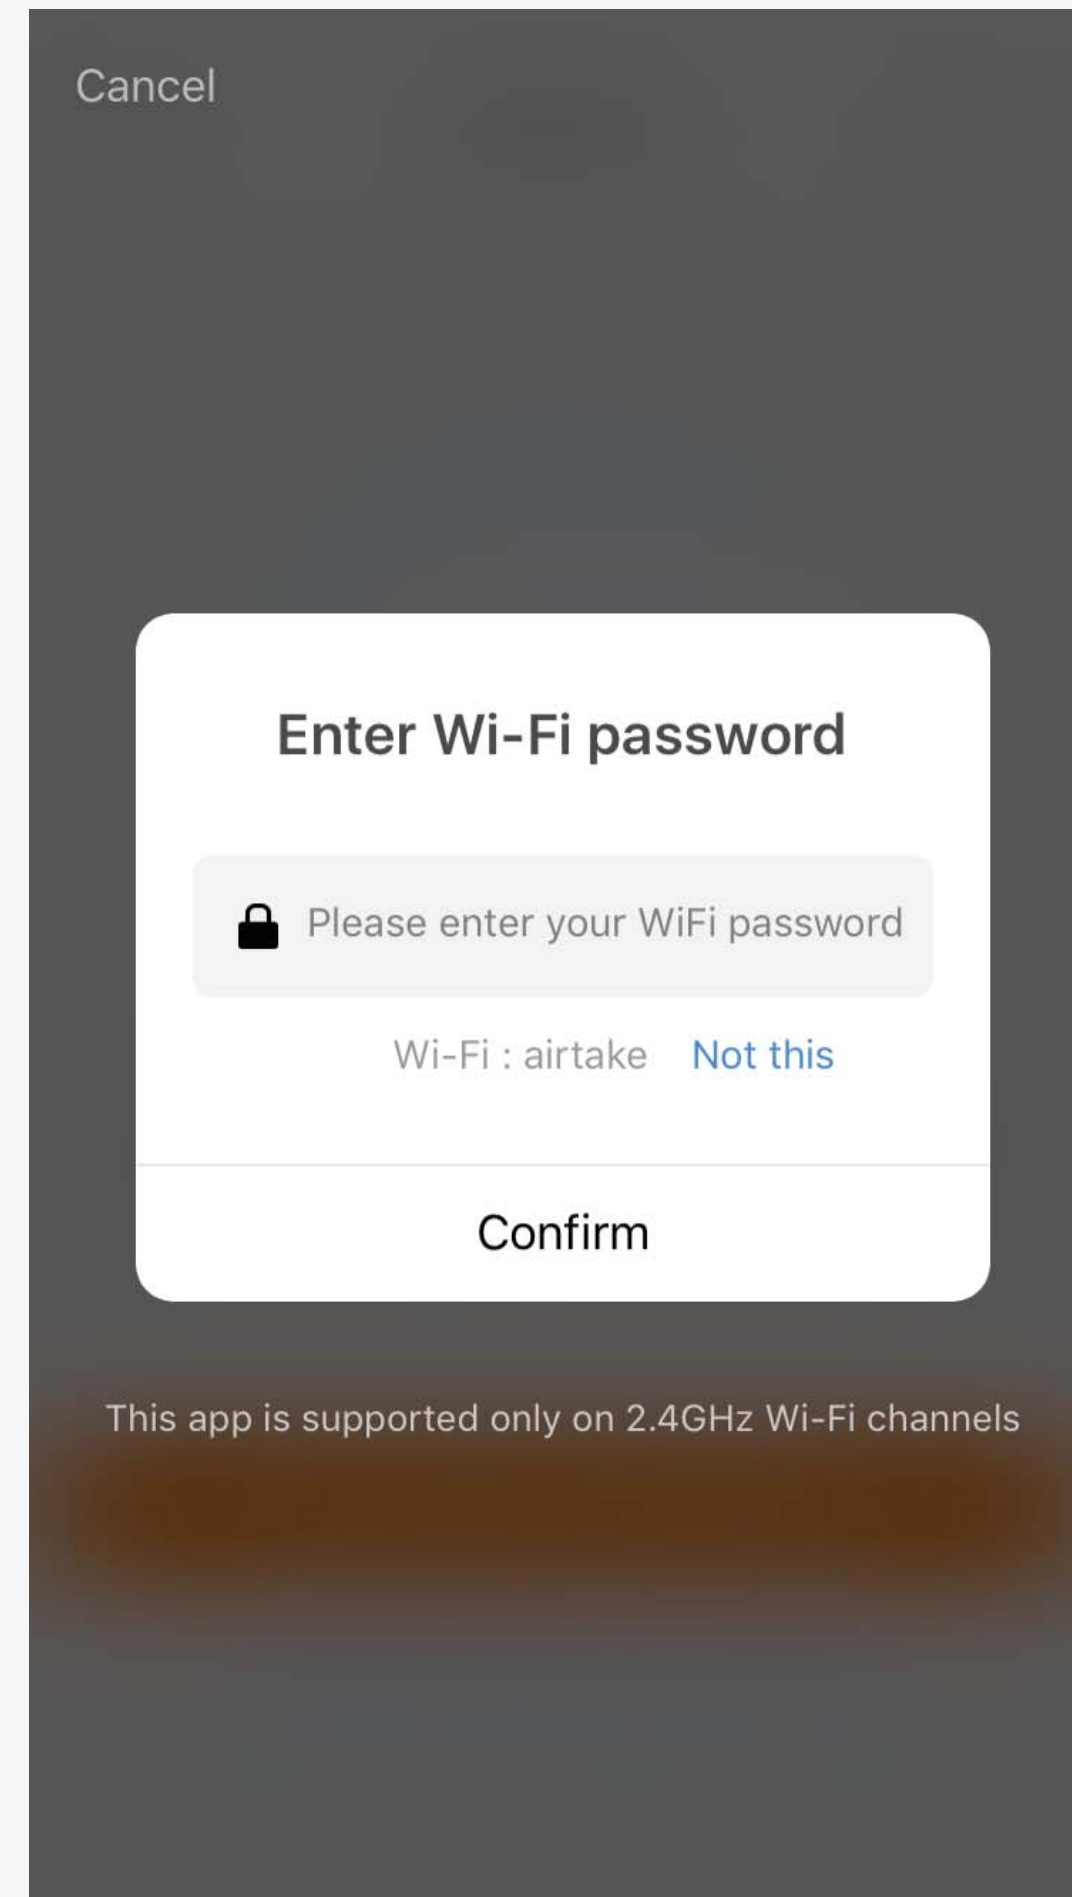 Cancel
Enter Wi-Fi password
Please enter your WiFi password
Wi-Fi : airtake Not this
Confirm
This app is supported only on 2.4GHz Wi-Fi channels